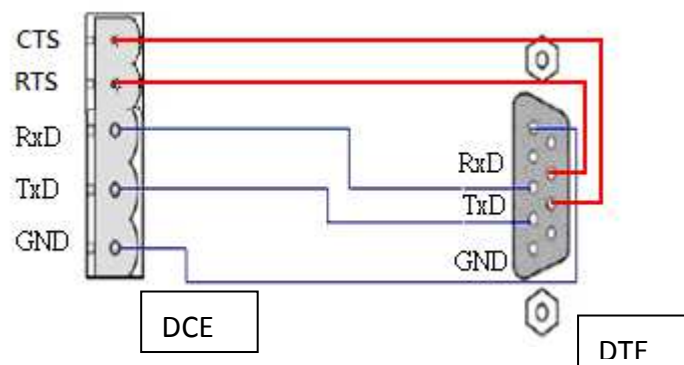 CTS
RTS
RxD
TxD
GND
RxD
TxD
GND
DCE
DTE